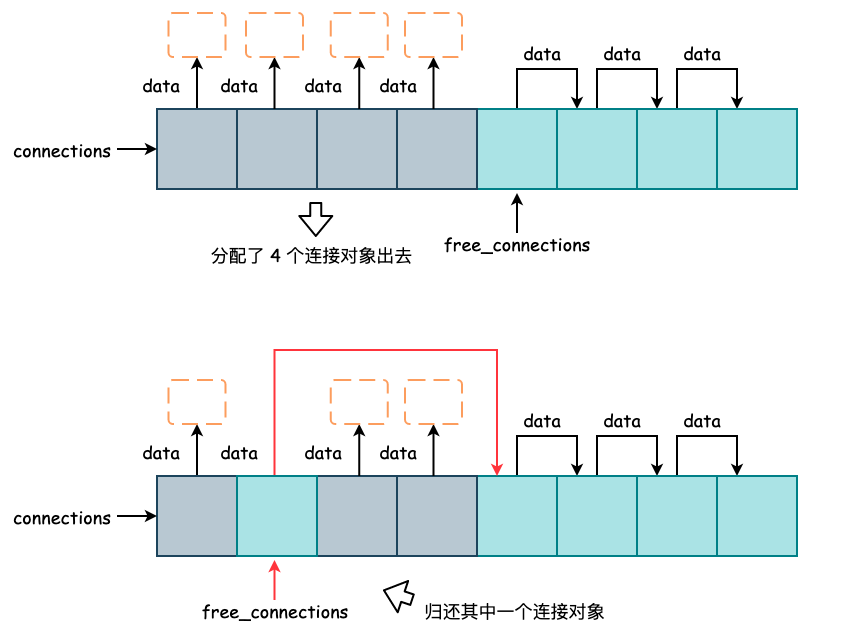 data data data
data data data data
connections
free_connections
分配了 4 个连接对象出去
data data data
data data data data
connections
free_connections
归还其中一个连接对象